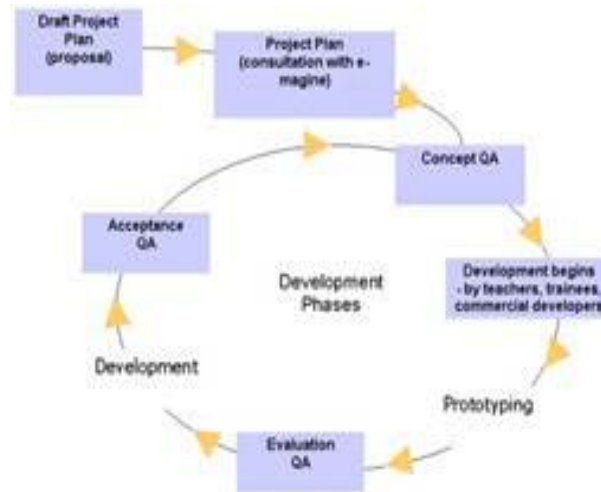 Draft Project
Plan
(proposal)
Project Plan
(consultation with e-
magine)
Concept QA
Acceptance
QA
Development
Phases
Development begins
- by teachers, trainees,
commercial developers
Development
Prototyping
Evaluation
QA